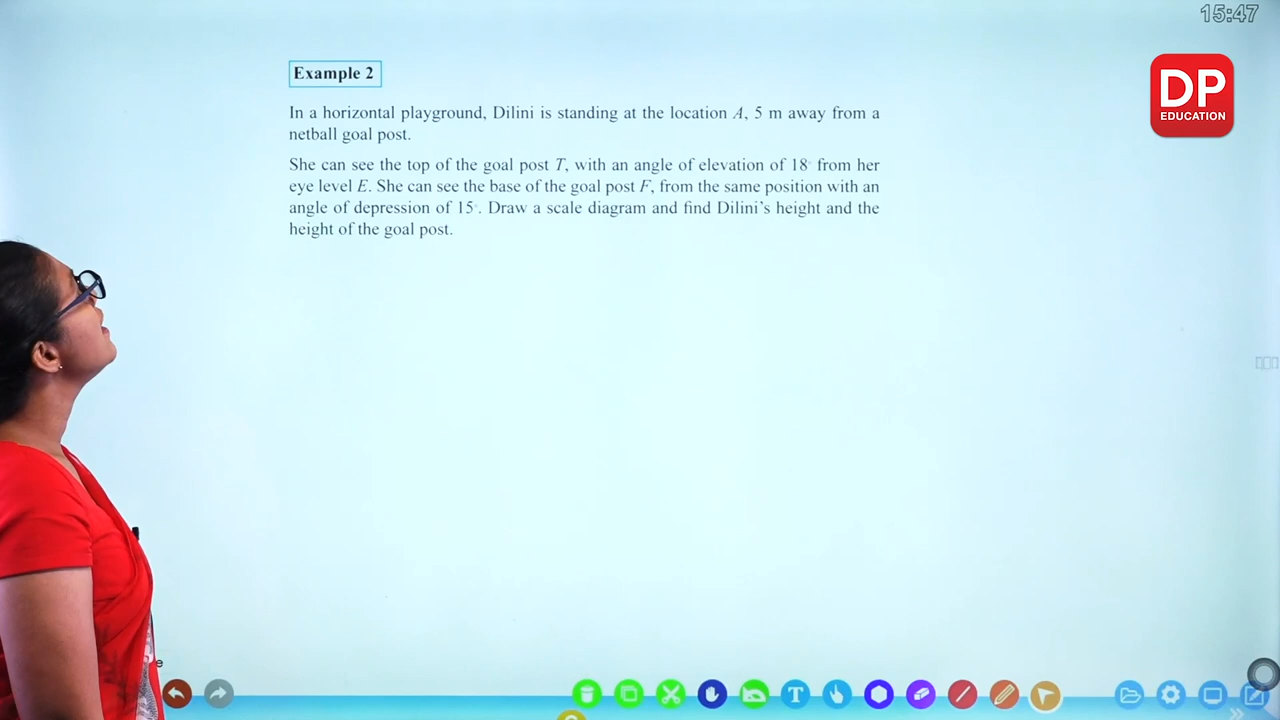 15:47
DP
EDUCATION
Example 2
In a horizontal playground, Dilini is standing at the location A, 5 m away from a
netball goal post.
She can see the top of the goal post T, with an angle of elevation of 18° from her
eye level E. She can see the base of the goal post F, from the same position with an
angle of depression of 15°. Draw a scale diagram and find Dilini’s height and the
height of the goal post.
e
T